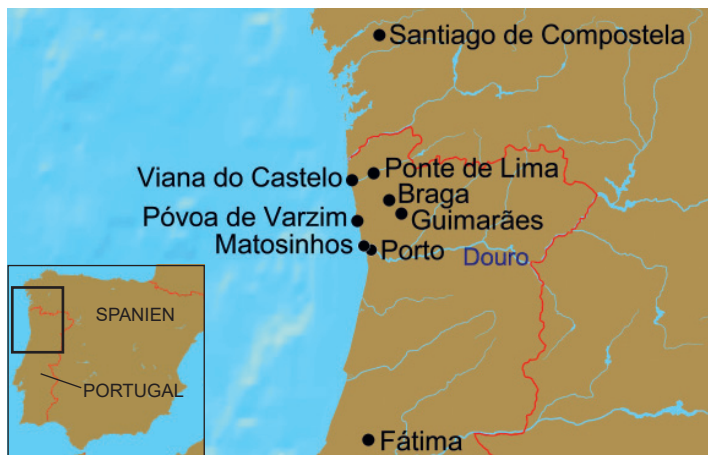 Santiago de Compostela
Ponte de Lima
Viana do Castelo
Braga
Guimarães
Póvoa de Varzim
Matosinhos
Porto
Douro
SPANIEN
PORTUGAL
Fátima